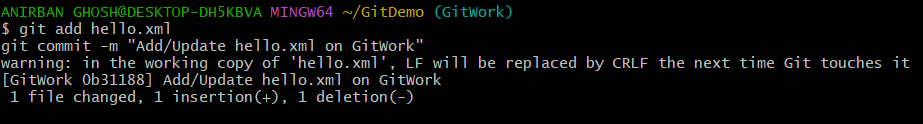 ANIRBAN GHOSH@DESKTOP-DH5KBVA MINGW64 ~/GitDemo (GitWork)
$ git add hello.xml
git commit -m "Add/Update hello.xml on GitWork"
warning: in the working copy of 'hello.xml', LF will be replaced by CRLF the next time Git touches it
[GitWork 0b31188] Add/Update hello.xml on GitWork
 1 file changed, 1 insertion(+), 1 deletion(-)